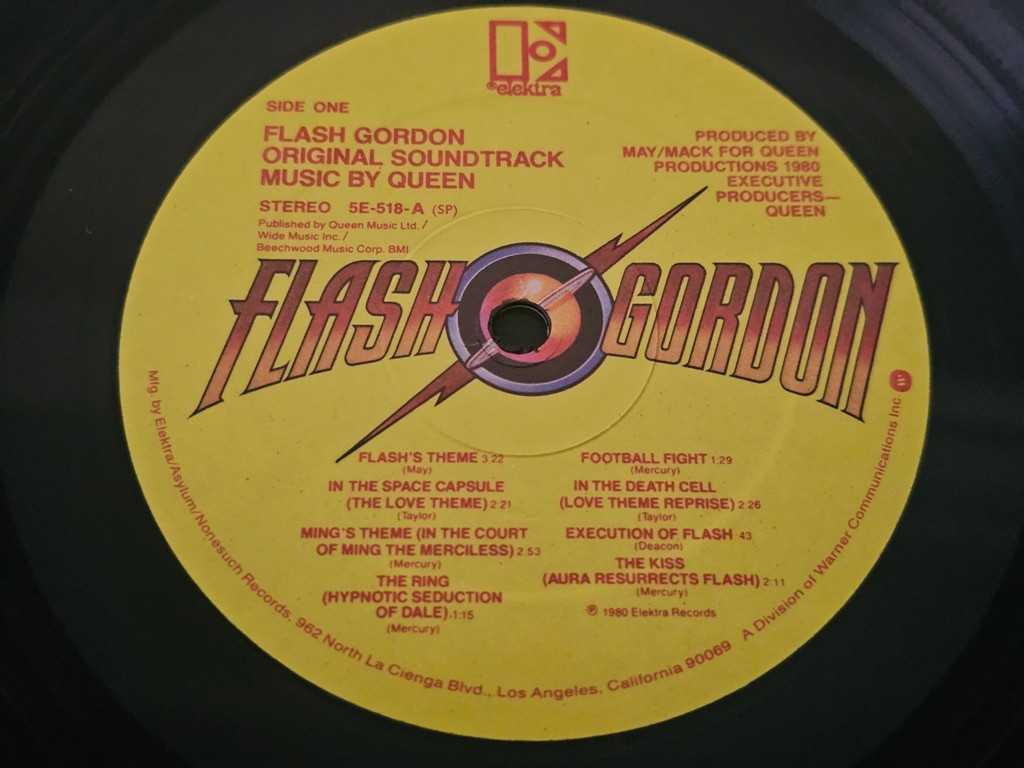 elektra
SIDE ONE
FLASH GORDON
ORIGINAL SOUNDTRACK
MUSIC BY QUEEN
STEREO 5E-518-A (SP)
Published by Queen Music Ltd. /
Wide Music Inc. /
Beechwood Music Corp. BMI
PRODUCED BY
MAY/MACK FOR QUEEN
PRODUCTIONS 1980
EXECUTIVE
PRODUCERS—
QUEEN
FLASH GORDON
FLASH'S THEME 3:22
(May)
IN THE SPACE CAPSULE
(THE LOVE THEME) 2:21
(Taylor)
MING'S THEME (IN THE COURT
OF MING THE MERCILESS) 2:53
(Mercury)
THE RING
(HYPNOTIC SEDUCTION
OF DALE). 1:15
(Mercury)
FOOTBALL FIGHT 1:29
(Mercury)
IN THE DEATH CELL
(LOVE THEME REPRISE) 2:26
(Taylor)
EXECUTION OF FLASH 43
(Deacon)
THE KISS
(AURA RESURRECTS FLASH) 2:11
(Mercury)
℗ 1980 Elektra Records
Mfg. by Elektra/Asylum/Nonesuch Records, 962 North La Cienga Blvd., Los Angeles, California 90069 A Division of Warner Communications Inc.